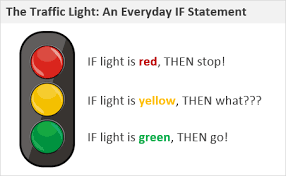 The Traffic Light: An Everyday IF Statement
IF light is red, THEN stop!
IF light is yellow, THEN what???
IF light is green, THEN go!